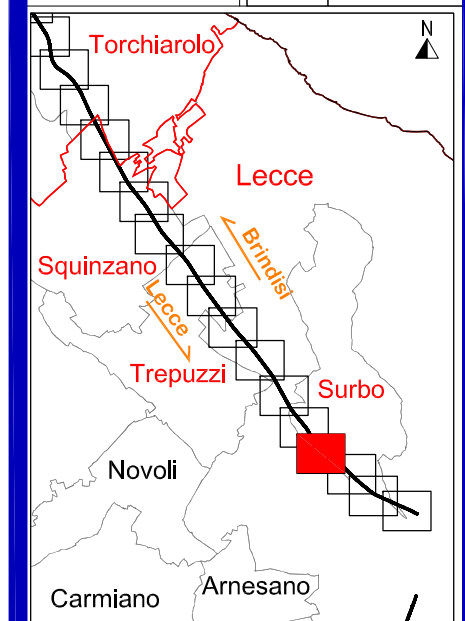 Torchiarolo
N
Lecce
Brindisi
Squinzano
Lecce
Trepuzzi
Surbo
Novoli
Arnesano
Carmiano